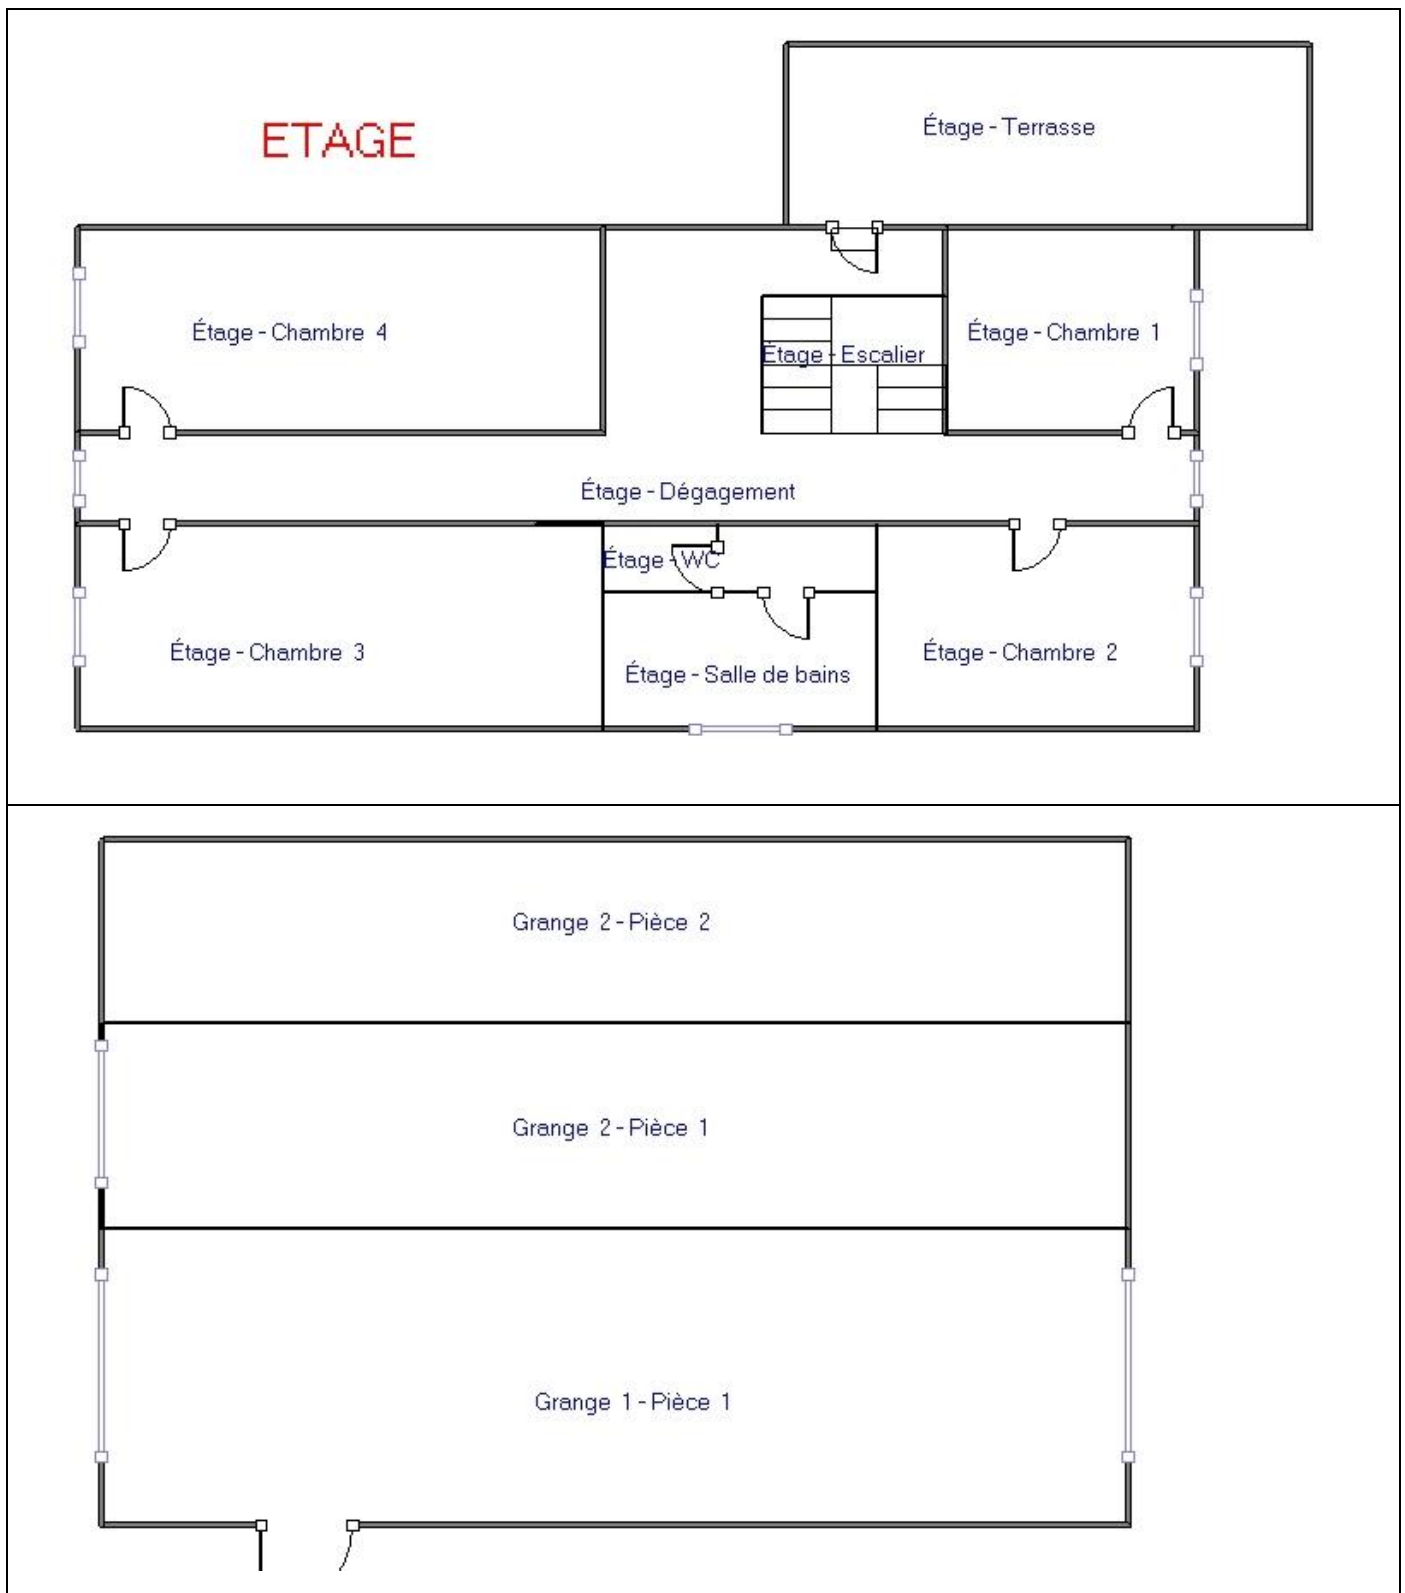 Étage - Terrasse
ETAGE
Étage - Chambre 4
Étage - Escalier
Étage - Chambre 1
Étage - Dégagement
Étage - WC
Étage - Chambre 3
Étage - Salle de bains
Étage - Chambre 2
Grange 2 - Pièce 2
Grange 2 - Pièce 1
Grange 1 - Pièce 1